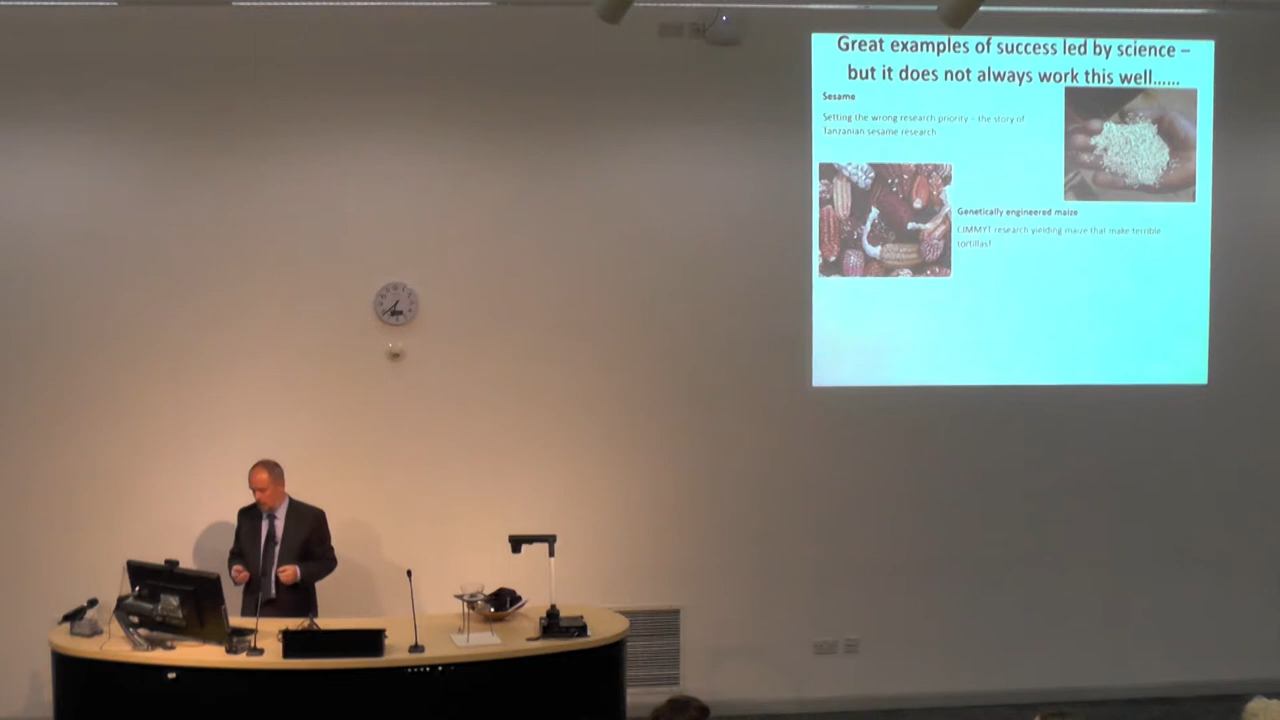 Great examples of success led by science –
but it does not always work this well......
Sesame
Setting the wrong research priority – the story of
Tanzanian sesame research
Genetically engineered maize
CIMMYT research yielding maize that make terrible
tortillas!